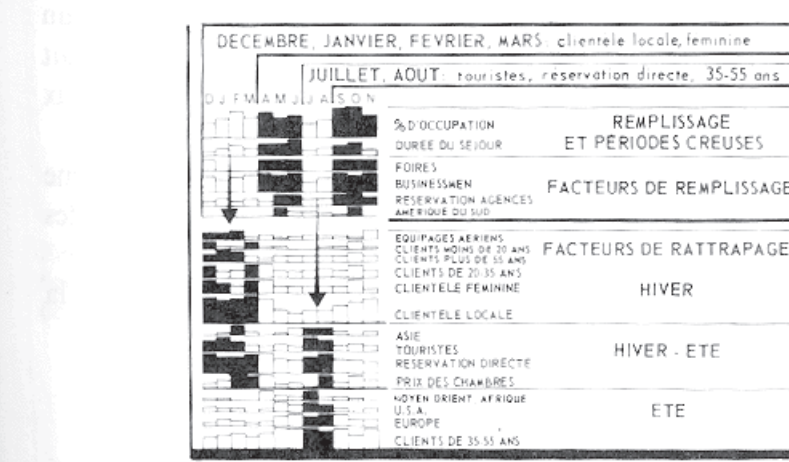 DECEMBRE, JANVIER, FEVRIER, MARS: clientele locale, feminine
JUILLET, AOUT: touristes, réservation directe, 35-55 ans
D J F M A M J J A S O N
% D'OCCUPATION
DUREE DU SEJOUR
REMPLISSAGE
ET PERIODES CREUSES
FOIRES
BUSINESSMEN
RESERVATION AGENCES
AMERIQUE DU SUD
FACTEURS DE REMPLISSAGE
EQUIPAGES AERIENS
CLIENTS MOINS DE 20 ANS
CLIENTS PLUS DE 55 ANS
CLIENTS DE 20-35 ANS
CLIENTELE FEMININE
CLIENTELE LOCALE
FACTEURS DE RATTRAPAGE
HIVER
ASIE
TOURISTES
RESERVATION DIRECTE
PRIX DES CHAMBRES
HIVER - ETE
MOYEN ORIENT AFRIQUE
U.S.A.
EUROPE
CLIENTS DE 35-55 ANS
ETE